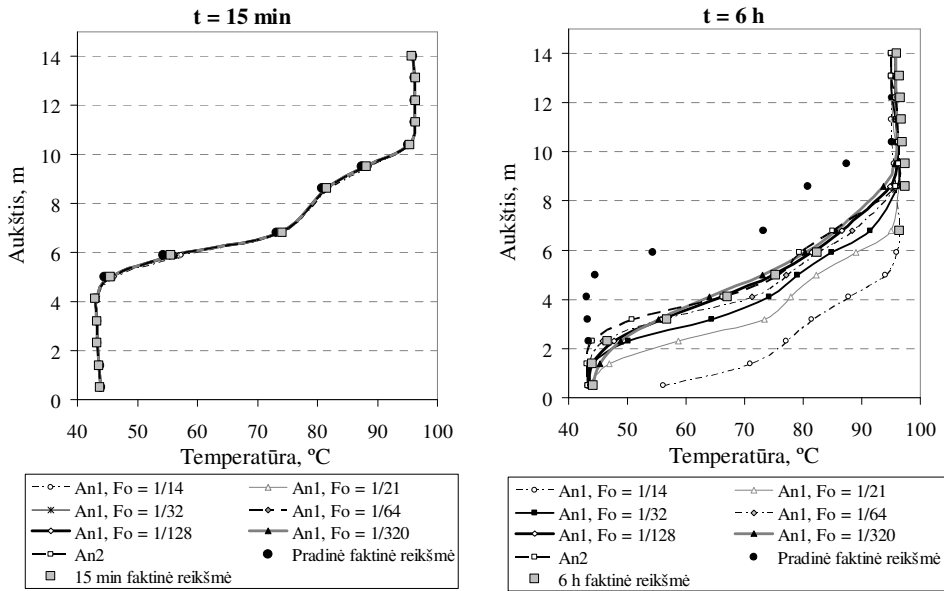 t = 15 min
14
12
10
8
6
4
2
0
Aukštis, m
40 50 60 70 80 90 100
Temperatūra, ºC
An1, Fo = 1/14 An1, Fo = 1/21
An1, Fo = 1/32 An1, Fo = 1/64
An1, Fo = 1/128 An1, Fo = 1/320
An2 Pradinė faktinė reikšmė
15 min faktinė reikšmė
t = 6 h
14
12
10
8
6
4
2
0
Aukštis, m
40 50 60 70 80 90 100
Temperatūra, ºC
An1, Fo = 1/14 An1, Fo = 1/21
An1, Fo = 1/32 An1, Fo = 1/64
An1, Fo = 1/128 An1, Fo = 1/320
An2 Pradinė faktinė reikšmė
6 h faktinė reikšmė